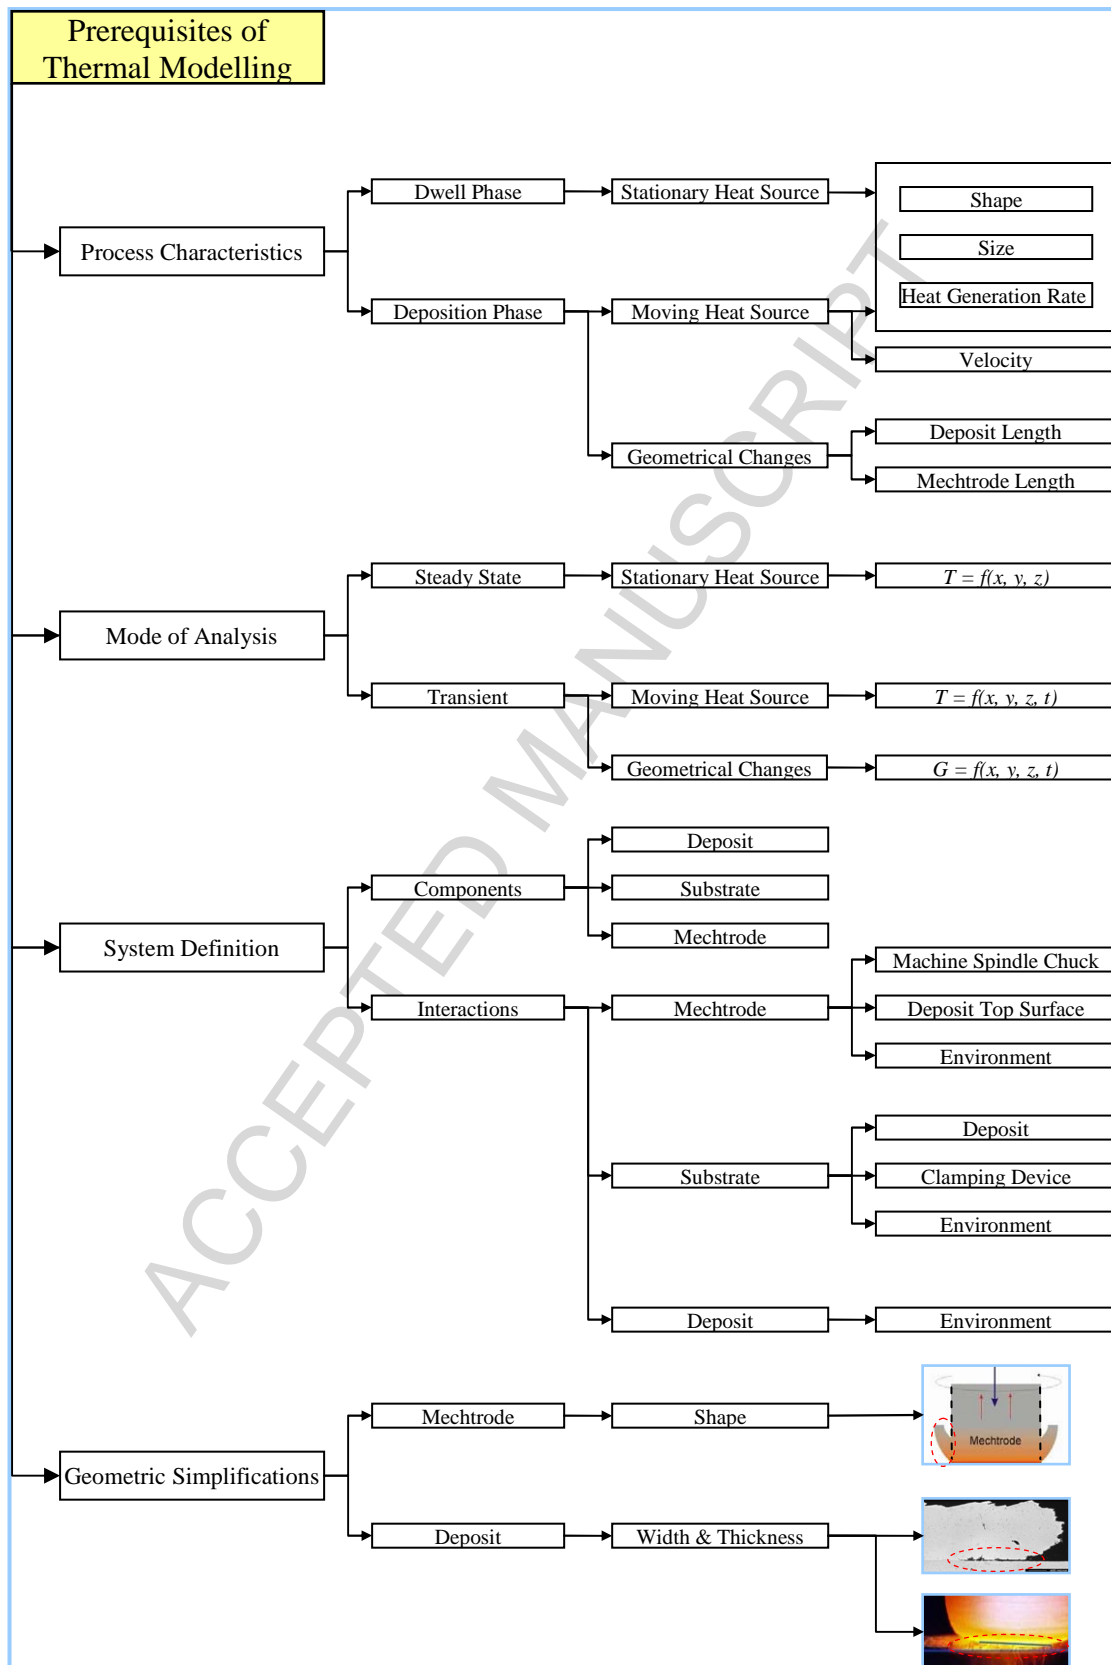 Prerequisites of
Thermal Modelling
Process Characteristics
Dwell Phase
Stationary Heat Source
Shape
Size
Heat Generation Rate
Deposition Phase
Moving Heat Source
Velocity
Geometrical Changes
Deposit Length
Mechtrode Length
Mode of Analysis
Steady State
Stationary Heat Source
T = f(x, y, z)
Transient
Moving Heat Source
T = f(x, y, z, t)
Geometrical Changes
G = f(x, y, z, t)
System Definition
Components
Deposit
Substrate
Mechtrode
Interactions
Mechtrode
Machine Spindle Chuck
Deposit Top Surface
Environment
Substrate
Deposit
Clamping Device
Environment
Deposit
Environment
Geometric Simplifications
Mechtrode
Shape
Mechtrode
Deposit
Width & Thickness
ACCEPTED MANUSCRIPT